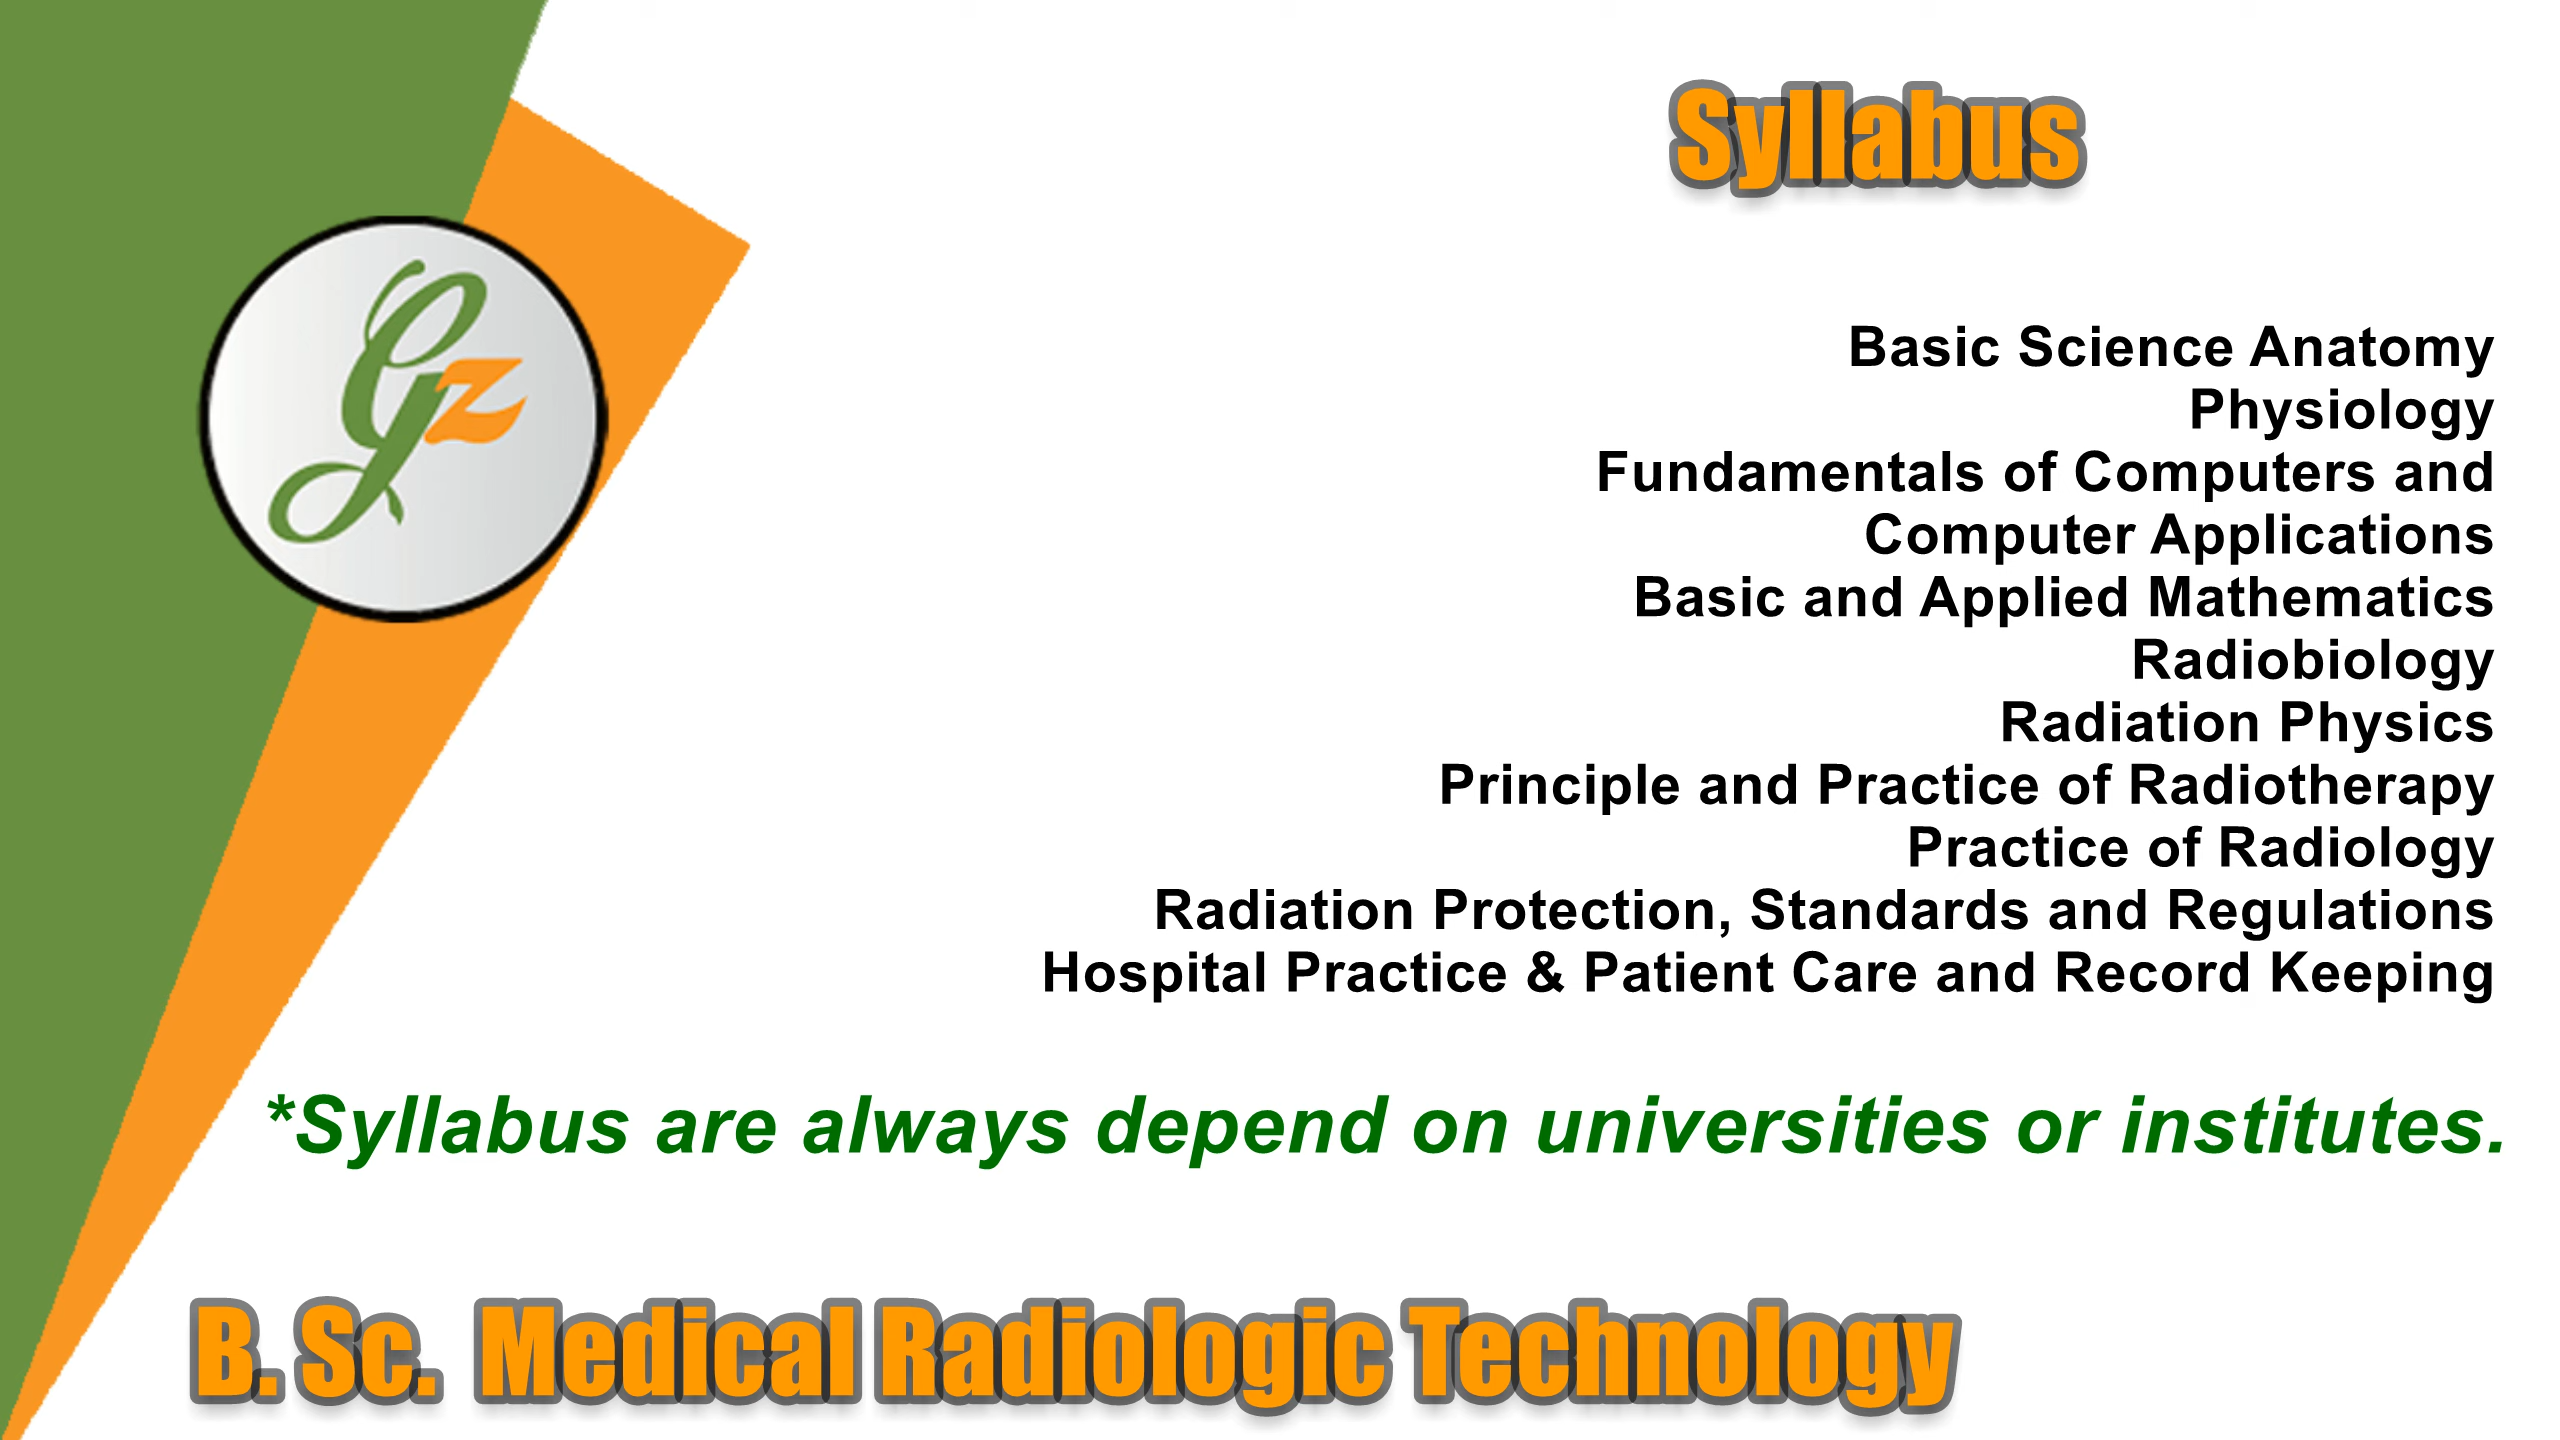 Syllabus
Gz
Basic Science Anatomy
Physiology
Fundamentals of Computers and
Computer Applications
Basic and Applied Mathematics
Radiobiology
Radiation Physics
Principle and Practice of Radiotherapy
Practice of Radiology
Radiation Protection, Standards and Regulations
Hospital Practice & Patient Care and Record Keeping
*Syllabus are always depend on universities or institutes.
B. Sc. Medical Radiologic Technology